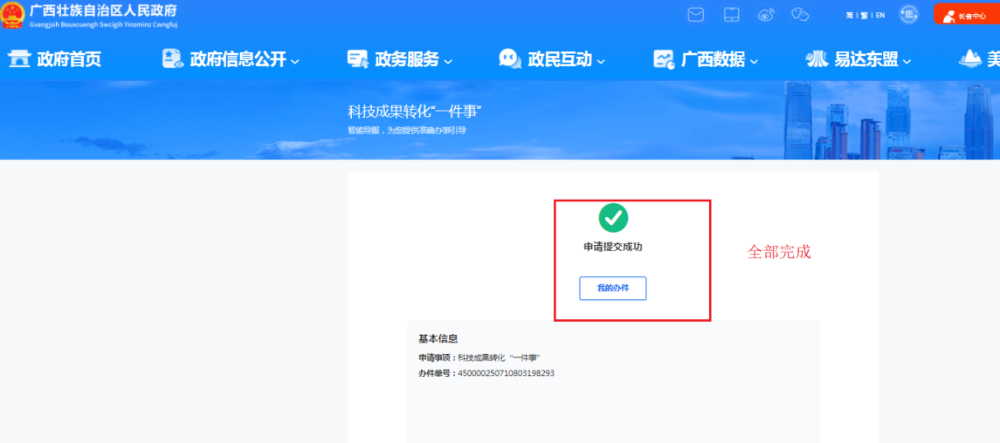 广西壮族自治区人民政府
Gvangjsih Bouxcuengh Swcigih Yinzminz Cwngfuj
简 | 繁 | EN
长者中心
政府首页 政府信息公开 政务服务 政民互动 广西数据 易达东盟 美
科技成果转化“一件事”
智能导服，为您提供准确办事引导
申请提交成功
全部完成
我的办件
基本信息
申请事项：科技成果转化“一件事”
办件单号：450000250710803198293